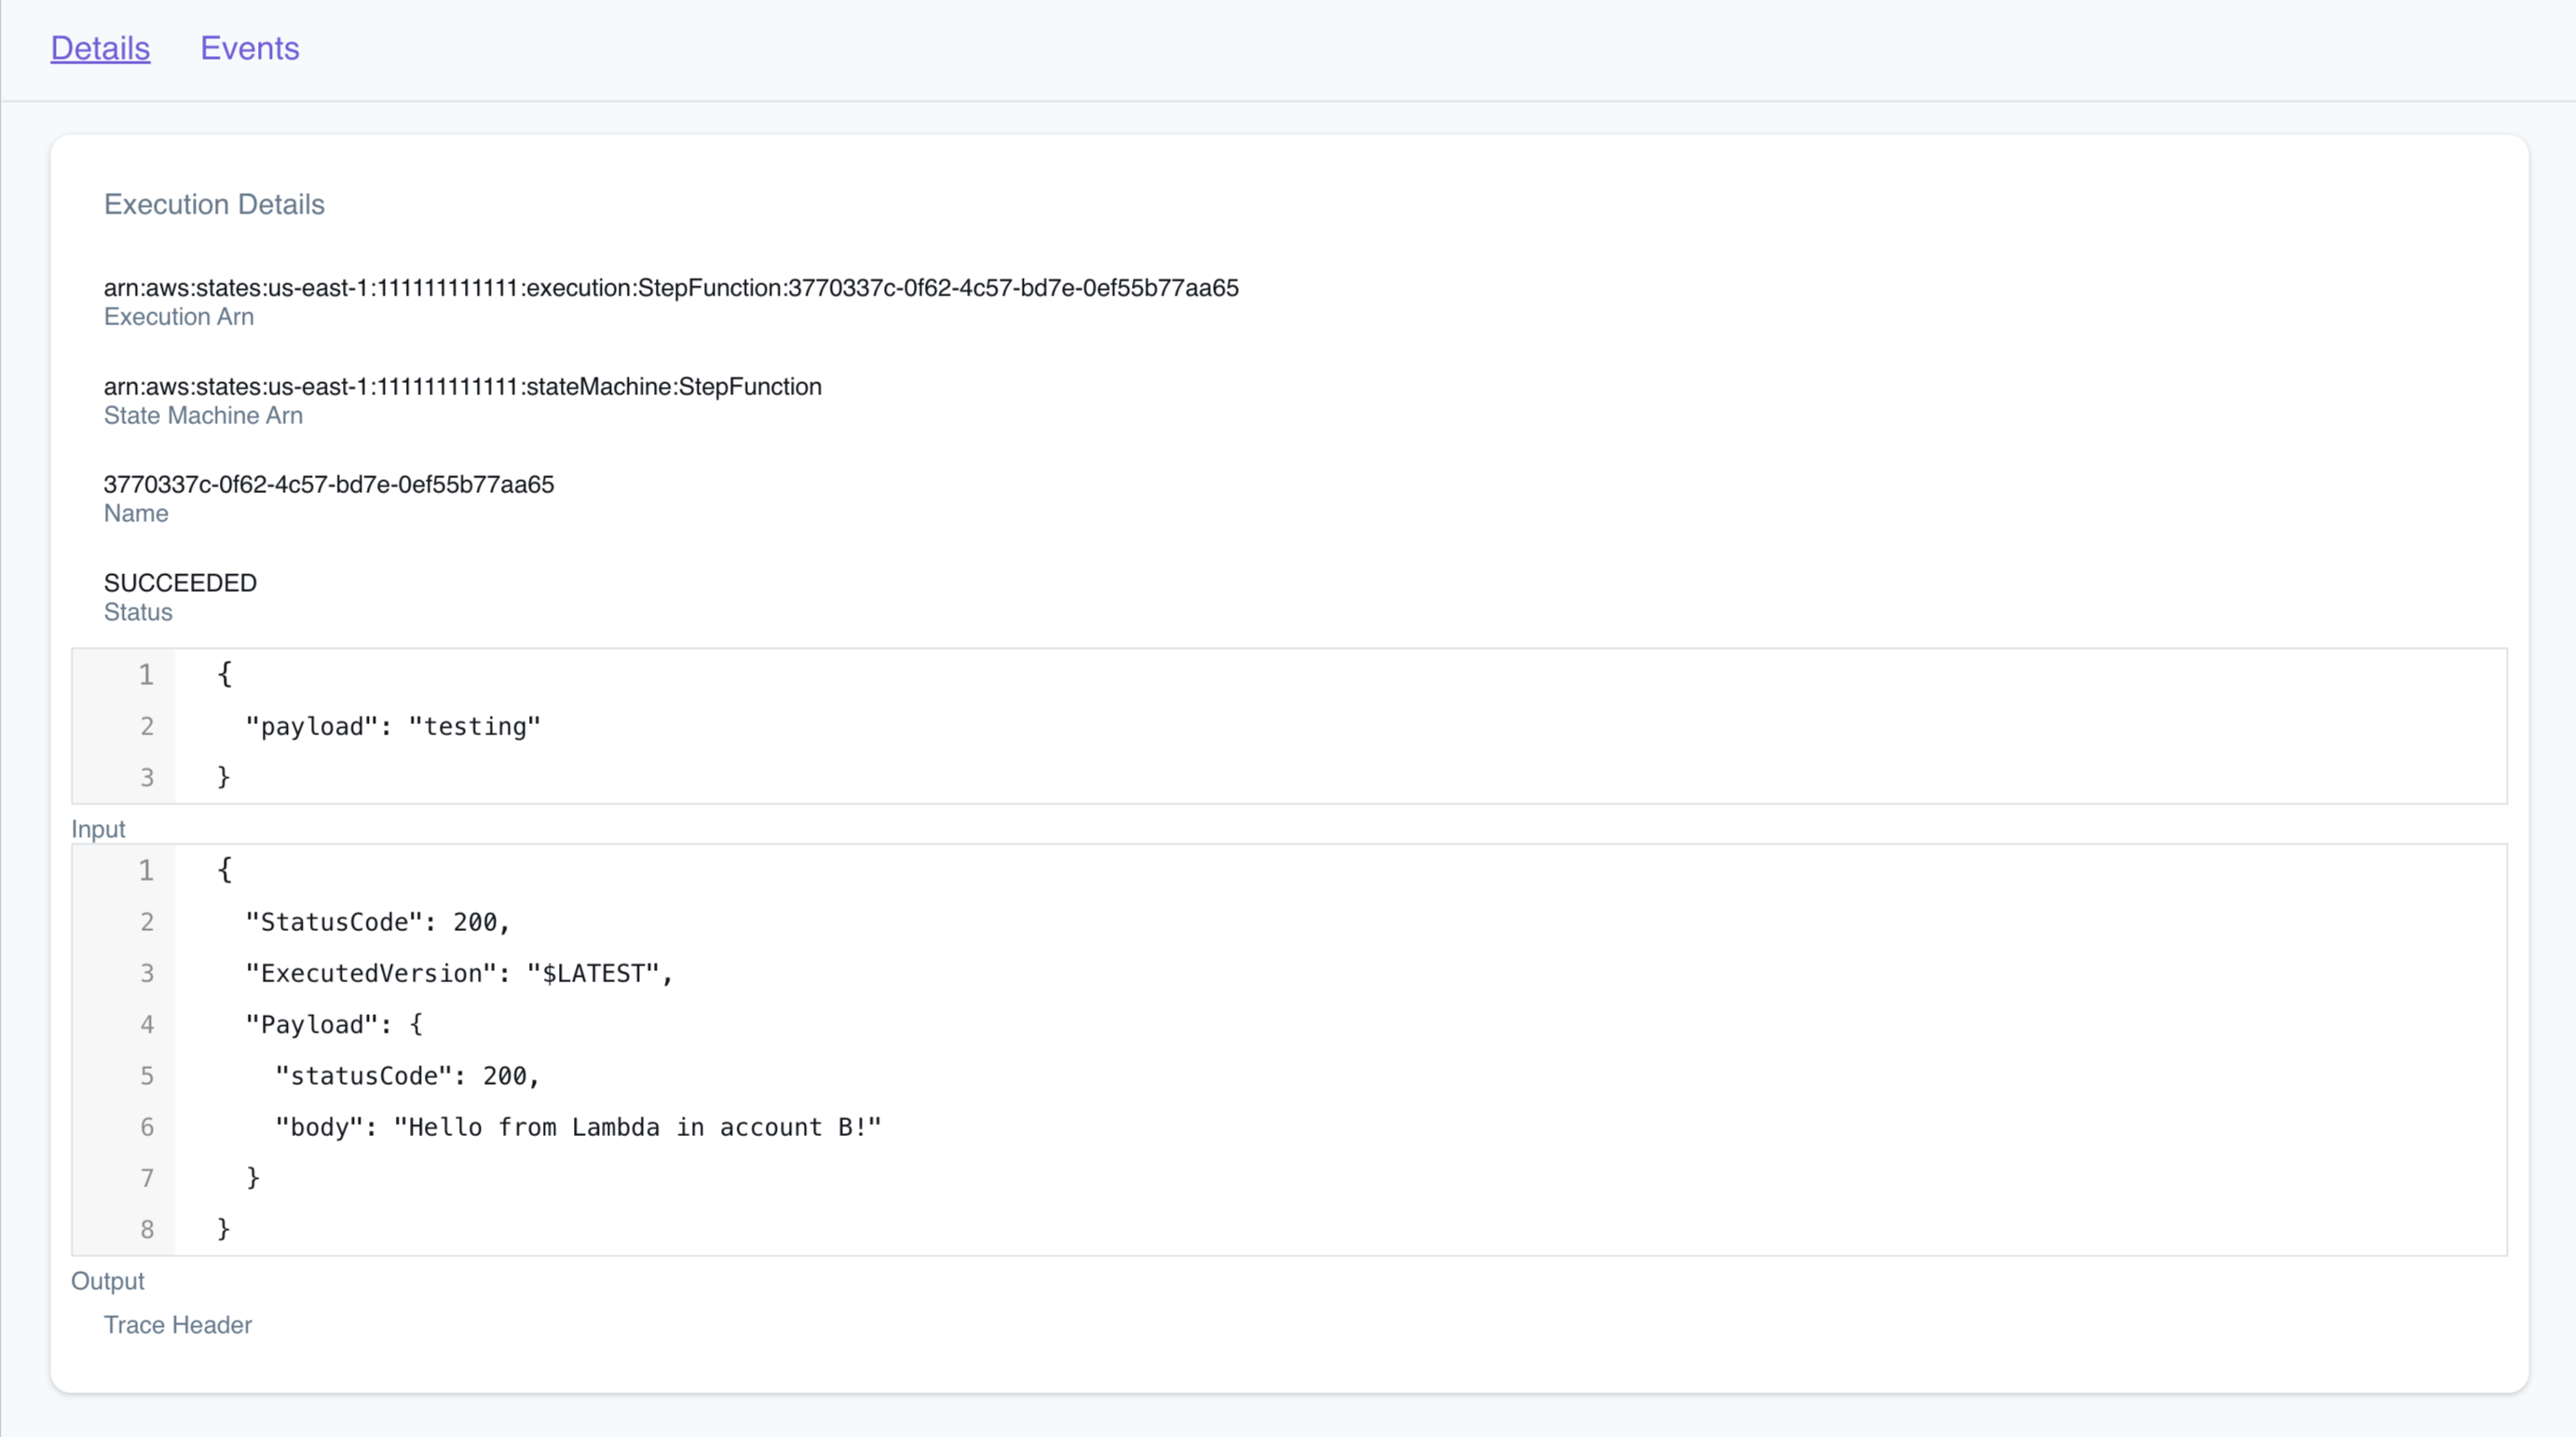 Details Events
Execution Details
arn:aws:states:us-east-1:111111111111:execution:StepFunction:3770337c-0f62-4c57-bd7e-0ef55b77aa65
Execution Arn
arn:aws:states:us-east-1:111111111111:stateMachine:StepFunction
State Machine Arn
3770337c-0f62-4c57-bd7e-0ef55b77aa65
Name
SUCCEEDED
Status
1 {
2   "payload": "testing"
3 }
Input
1 {
2   "StatusCode": 200,
3   "ExecutedVersion": "$LATEST",
4   "Payload": {
5     "statusCode": 200,
6     "body": "Hello from Lambda in account B!"
7   }
8 }
Output
Trace Header